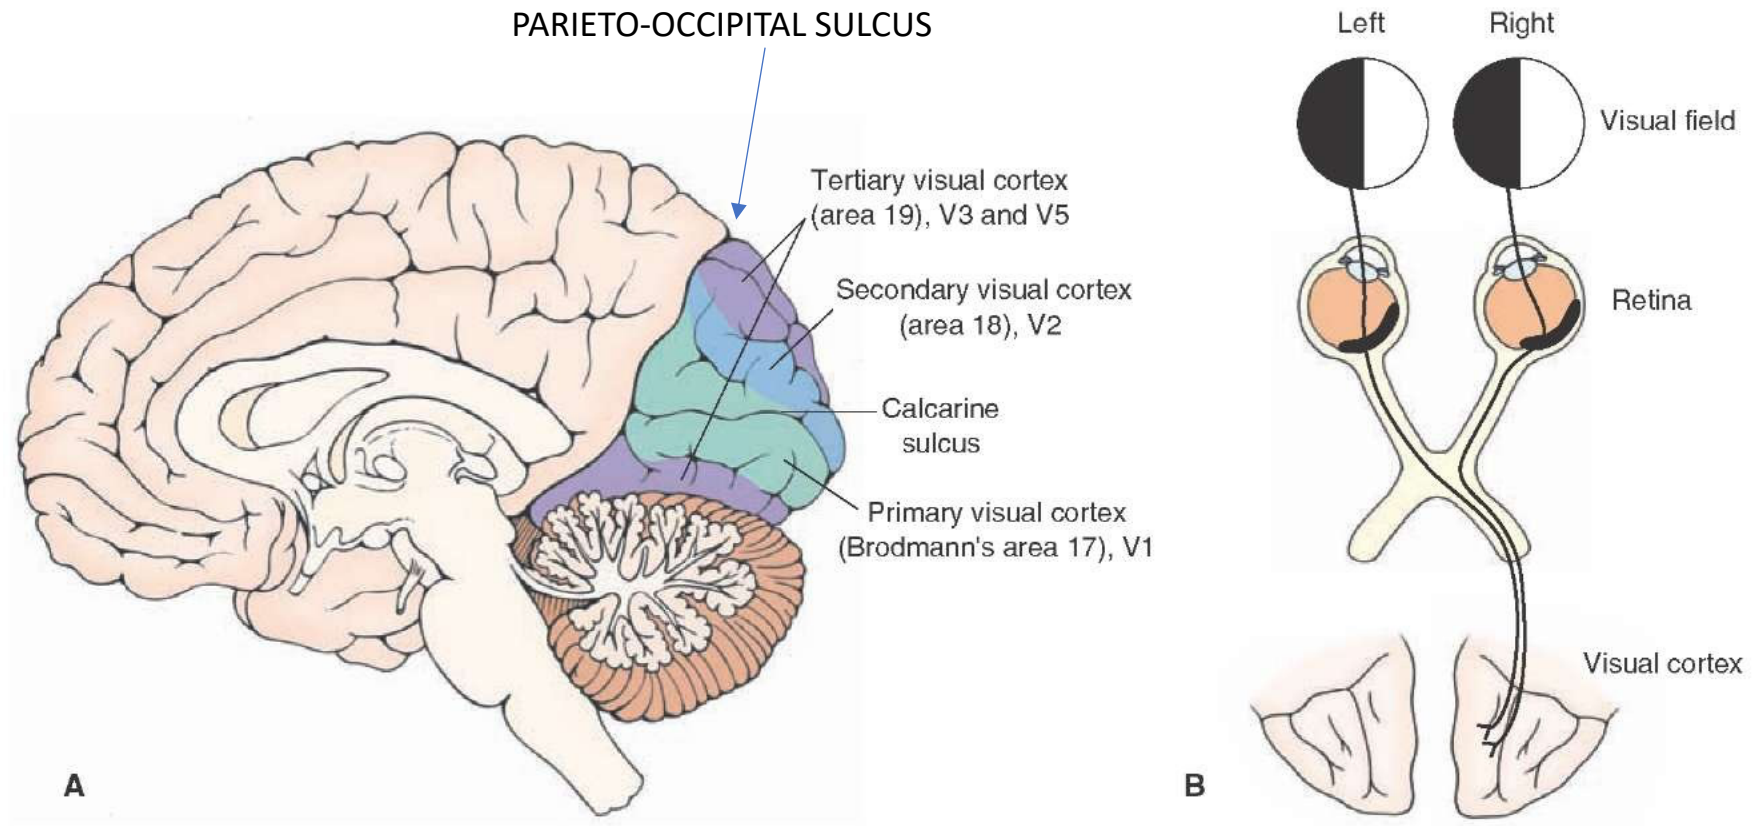 PARIETO-OCCIPITAL SULCUS
Tertiary visual cortex
(area 19), V3 and V5
Secondary visual cortex
(area 18), V2
Calcarine
sulcus
Primary visual cortex
(Brodmann's area 17), V1
A
Left
Right
Visual field
Retina
Visual cortex
B